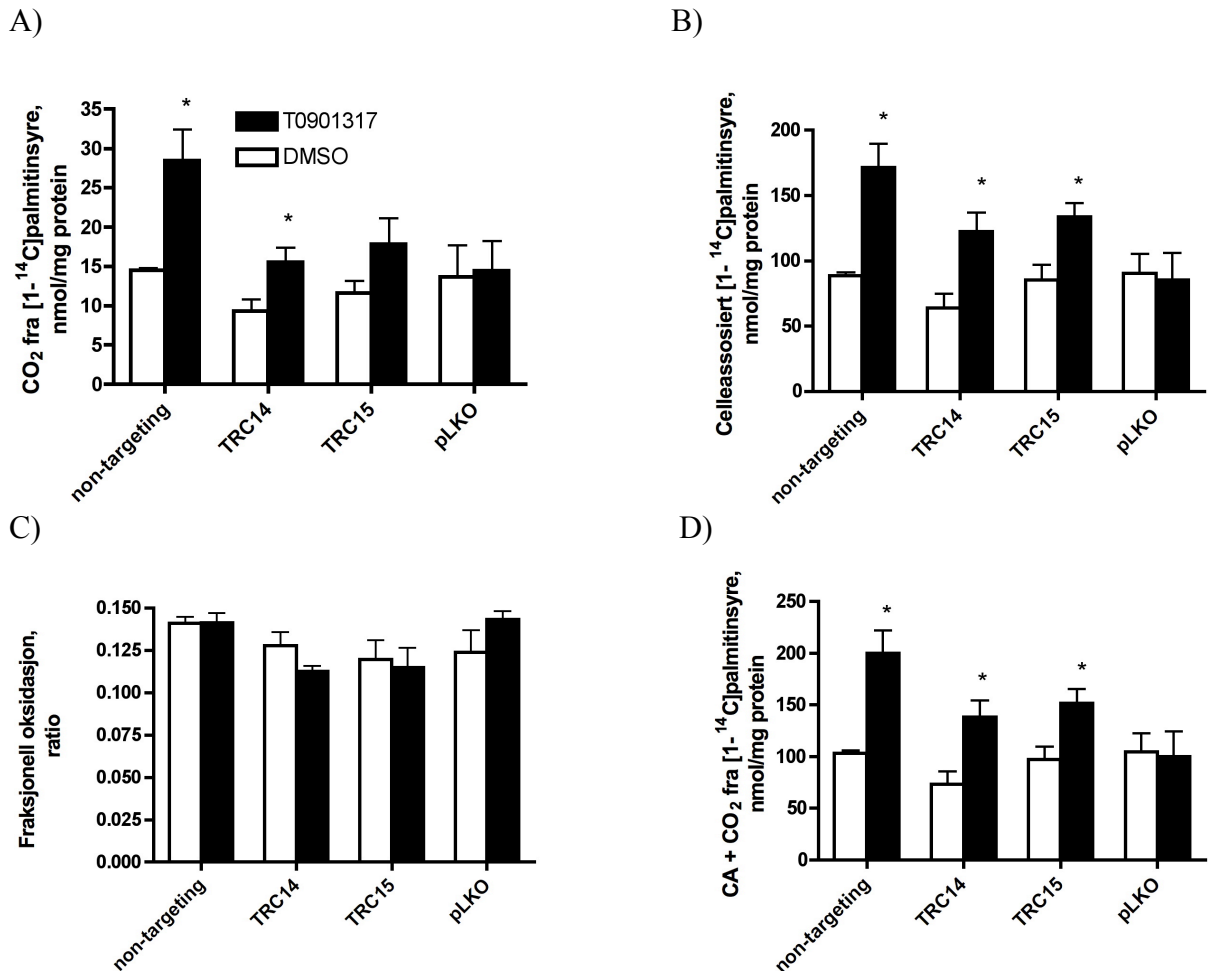 A)
CO2 fra [1-14C]palmitinsyre,
nmol/mg protein
35
30
25
20
15
10
5
0
*
*
T0901317
DMSO
non-targeting
TRC14
TRC15
pLKO
B)
Celleassosiert [1-14C]palmitinsyre,
nmol/mg protein
200
150
100
50
0
*
*
*
non-targeting
TRC14
TRC15
pLKO
C)
Fraksjonell oksidasjon,
ratio
0.150
0.125
0.100
0.075
0.050
0.025
0.000
non-targeting
TRC14
TRC15
pLKO
D)
CA + CO2 fra [1-14C]palmitinsyre,
nmol/mg protein
250
200
150
100
50
0
*
*
*
non-targeting
TRC14
TRC15
pLKO